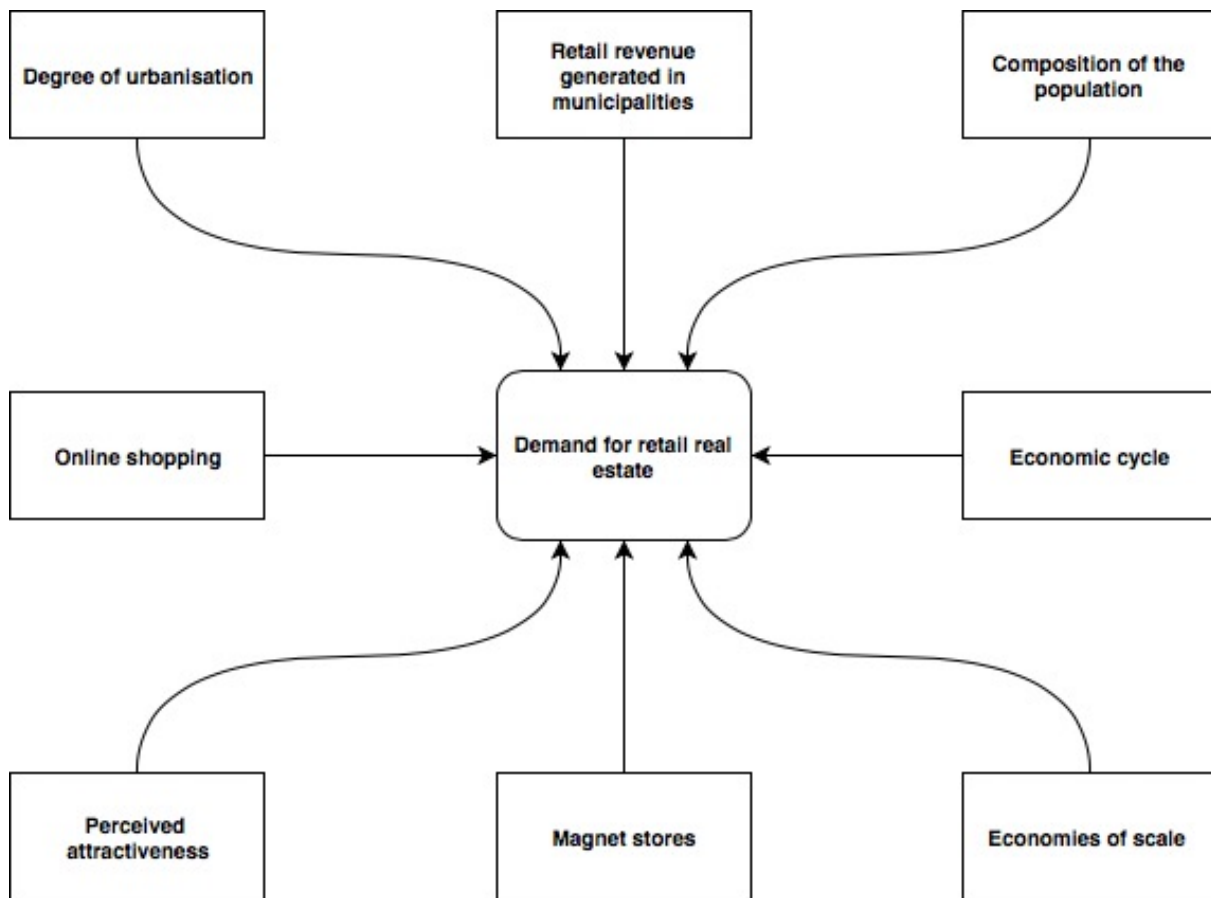 Degree of urbanisation
Retail revenue
generated in
municipalities
Composition of the
population
Online shopping
Demand for retail real
estate
Economic cycle
Perceived
attractiveness
Magnet stores
Economies of scale